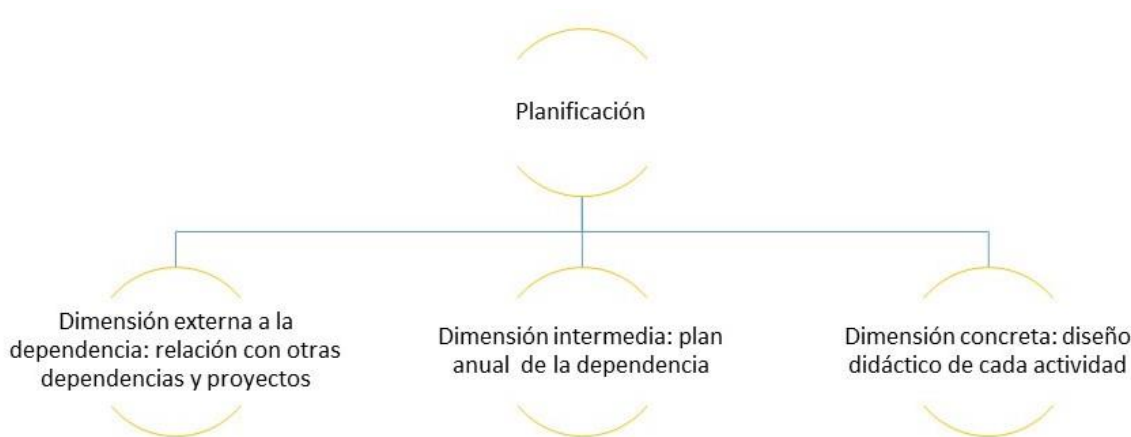 Planificación
Dimensión externa a la
dependencia: relación con otras
dependencias y proyectos
Dimensión intermedia: plan
anual de la dependencia
Dimensión concreta: diseño
didáctico de cada actividad